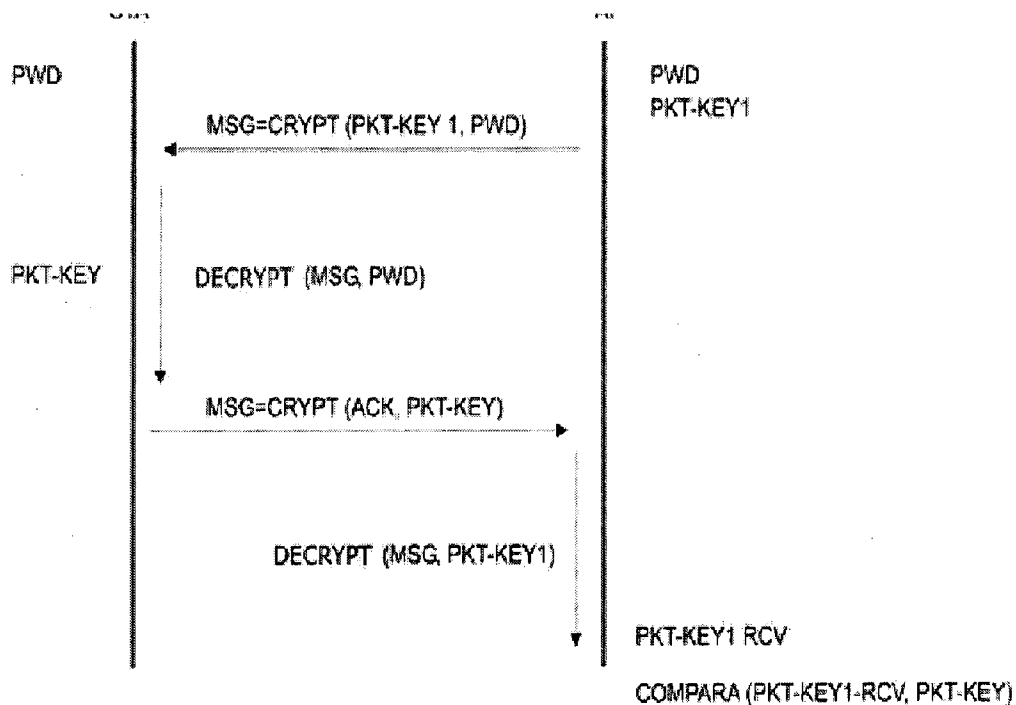 PWD
PWD
PKT-KEY1
MSG=CRYPT (PKT-KEY 1, PWD)
PKT-KEY
DECRYPT (MSG, PWD)
MSG=CRYPT (ACK, PKT-KEY)
DECRYPT (MSG, PKT-KEY1)
PKT-KEY1 RCV
COMPARA (PKT-KEY1-RCV, PKT-KEY)